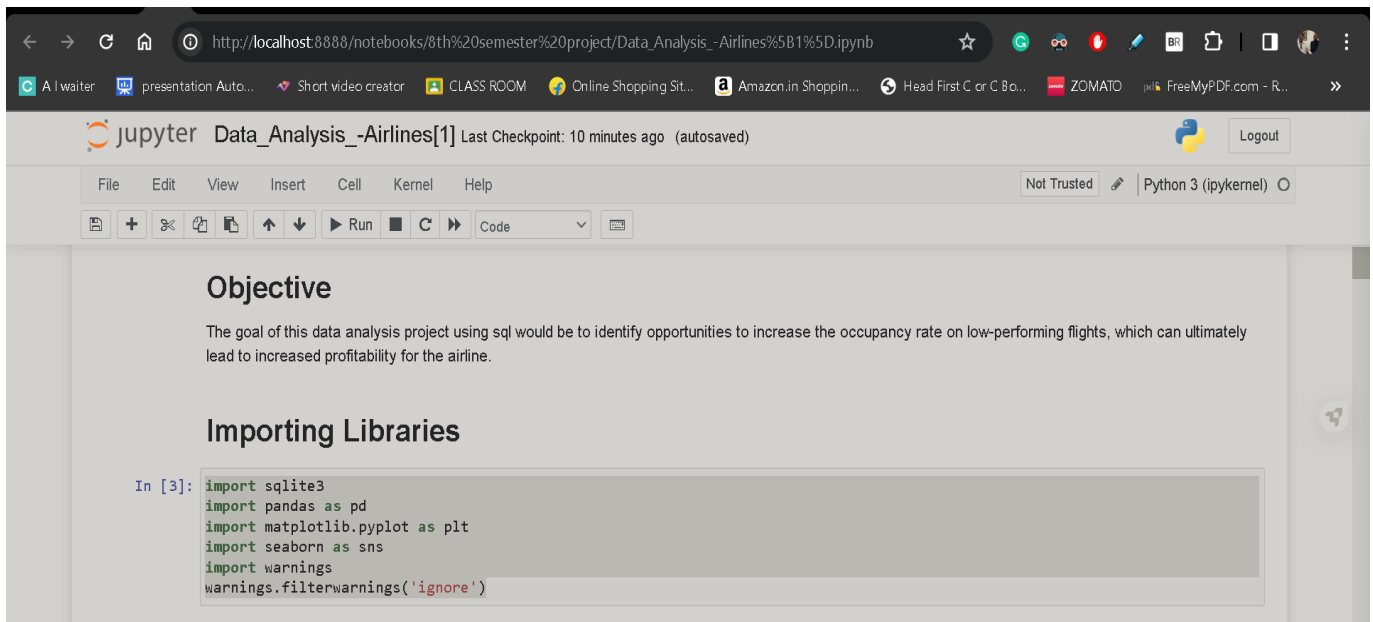 http://localhost:8888/notebooks/8th%20semester%20project/Data_Analysis_-Airlines%5B1%5D.ipynb
A I waiter presentation Auto... Short video creator CLASS ROOM Online Shopping Sit... Amazon.in Shoppin... Head First C or C Bo... ZOMATO FreeMyPDF.com - R... »
jupyter Data_Analysis_-Airlines[1] Last Checkpoint: 10 minutes ago (autosaved) Logout
File Edit View Insert Cell Kernel Help Not Trusted Python 3 (ipykernel)
Run Code
Objective
The goal of this data analysis project using sql would be to identify opportunities to increase the occupancy rate on low-performing flights, which can ultimately
lead to increased profitability for the airline.
Importing Libraries
In [3]: import sqlite3
import pandas as pd
import matplotlib.pyplot as plt
import seaborn as sns
import warnings
warnings.filterwarnings('ignore')